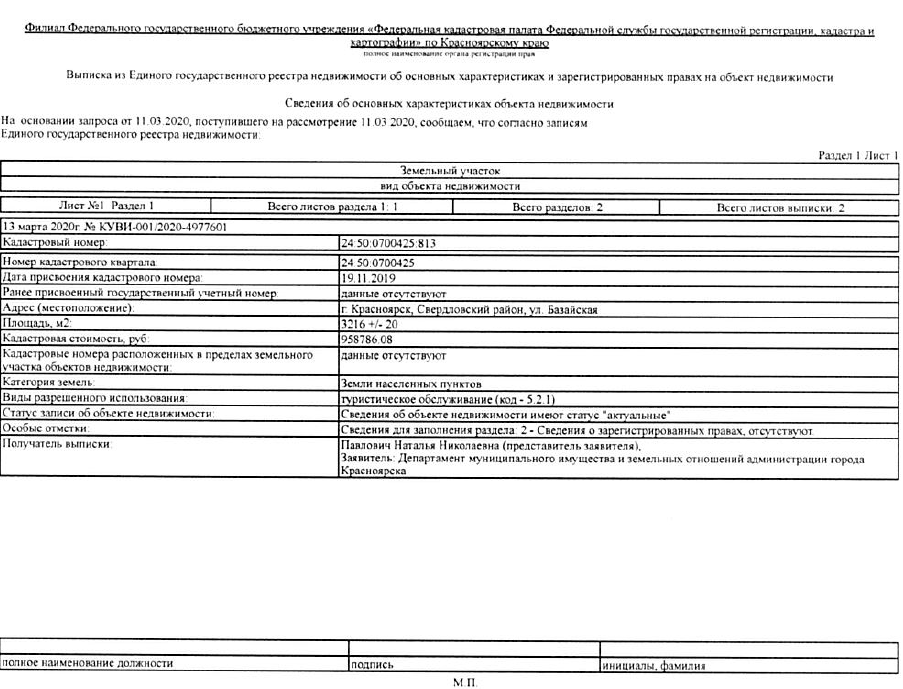 Филиал Федерального государственного бюджетного учреждения «Федеральная кадастровая палата Федеральной службы государственной регистрации, кадастра и
картографии» по Красноярскому краю
полное наименование органа регистрации прав
Выписка из Единого государственного реестра недвижимости об основных характеристиках и зарегистрированных правах на объект недвижимости
Сведения об основных характеристиках объекта недвижимости
На основании запроса от 11.03.2020, поступившего на рассмотрение 11.03.2020, сообщаем, что согласно записям
Единого государственного реестра недвижимости:
Раздел 1 Лист 1
Земельный участок
вид объекта недвижимости
Лист №1 Раздел 1 Всего листов раздела 1: 1 Всего разделов: 2 Всего листов выписки: 2
13 марта 2020г. № КУВИ-001/2020-4977601
Кадастровый номер: 24:50:0700425:813
Номер кадастрового квартала: 24:50:0700425
Дата присвоения кадастрового номера: 19.11.2019
Ранее присвоенный государственный учетный номер: данные отсутствуют
Адрес (местоположение): г. Красноярск, Свердловский район, ул. Базайская
Площадь, м2: 3216 +/- 20
Кадастровая стоимость, руб: 958786.08
Кадастровые номера расположенных в пределах земельного данные отсутствуют
участка объектов недвижимости:
Категория земель: Земли населенных пунктов
Виды разрешенного использования: туристическое обслуживание (код - 5.2.1)
Статус записи об объекте недвижимости: Сведения об объекте недвижимости имеют статус "актуальные"
Особые отметки: Сведения для заполнения раздела: 2 - Сведения о зарегистрированных правах, отсутствуют.
Получатель выписки: Павлович Наталья Николаевна (представитель заявителя),
Заявитель: Департамент муниципального имущества и земельных отношений администрации города
Красноярска
полное наименование должности подпись инициалы, фамилия
М.П.